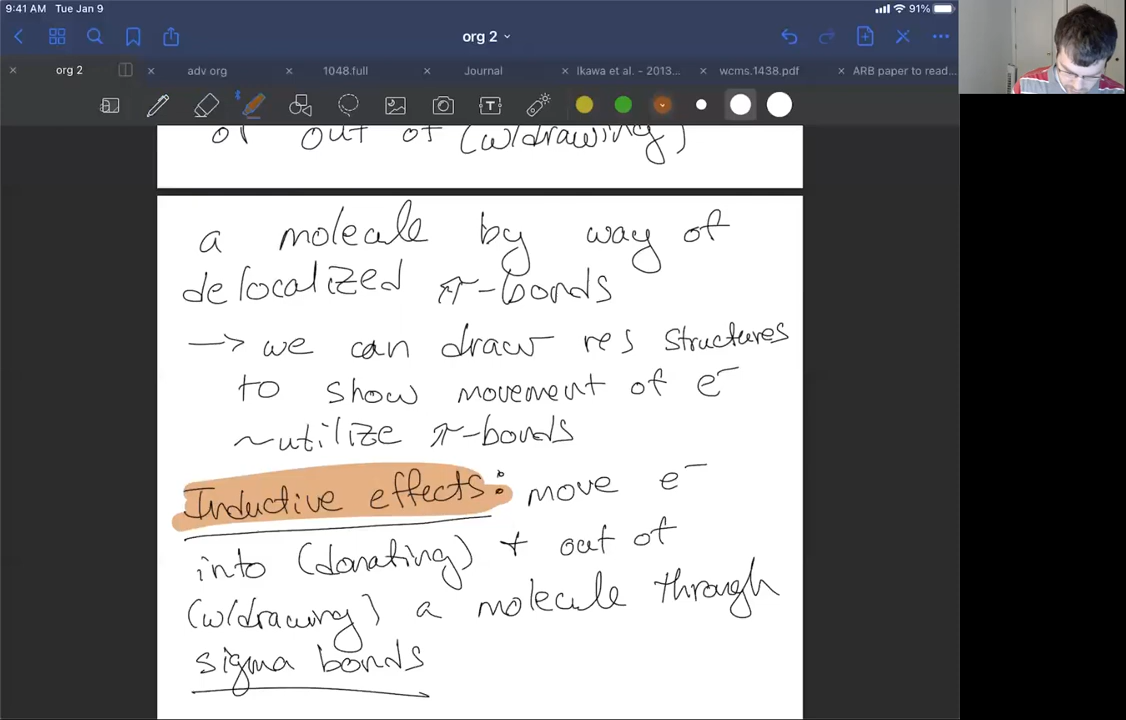 9:41 AM Tue Jan 9
91%
org 2
org 2
adv org
1048.full
Journal
Ikawa et al. - 2013...
wcms.1438.pdf
ARB paper to read...
or out of (w/drawing)
a molecule by way of
delocalized π-bonds
→ we can draw res structures
to show movement of e⁻
~utilize π-bonds
Inductive effects: move e⁻
into (donating) + out of
(w/drawing) a molecule through
sigma bonds